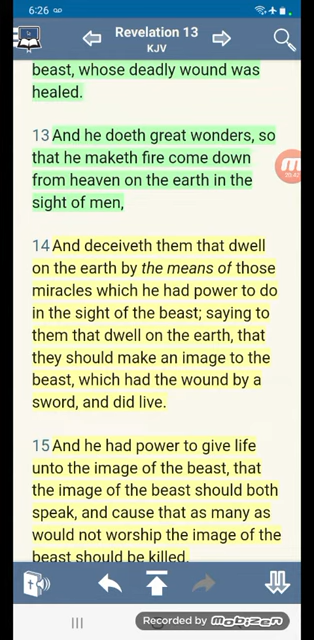 6:26
Revelation 13
KJV
beast, whose deadly wound was
healed.
13 And he doeth great wonders, so
that he maketh fire come down
from heaven on the earth in the
sight of men,
14 And deceiveth them that dwell
on the earth by the means of those
miracles which he had power to do
in the sight of the beast; saying to
them that dwell on the earth, that
they should make an image to the
beast, which had the wound by a
sword, and did live.
15 And he had power to give life
unto the image of the beast, that
the image of the beast should both
speak, and cause that as many as
would not worship the image of the
beast should be killed.
Recorded by Mobizen